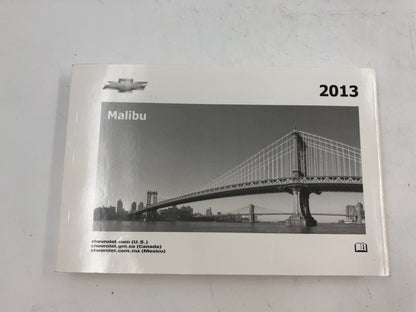 2013
Malibu
chevrolet.com (U.S.)
chevrolet.gm.ca (Canada)
chevrolet.com.mx (Mexico)